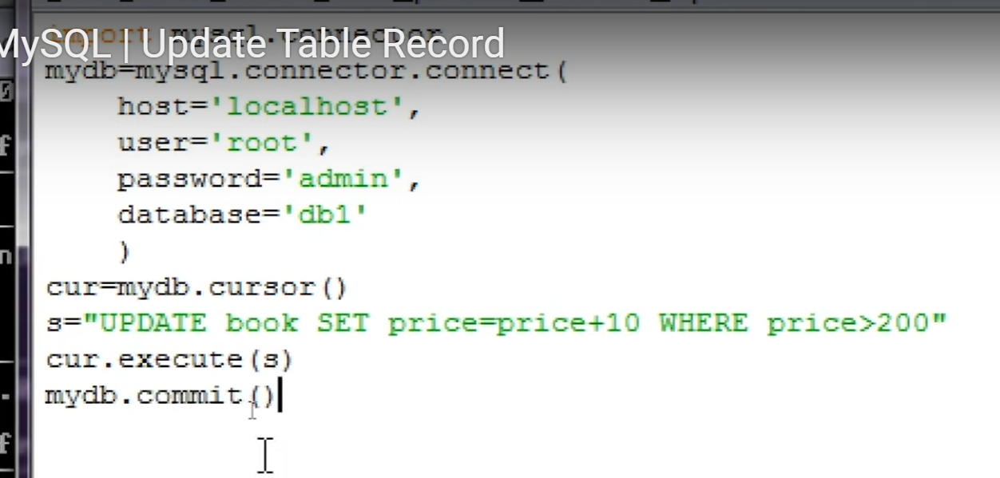 MySQL | Update Table Record
import mysql.connector
mydb=mysql.connector.connect(
host='localhost',
user='root',
password='admin',
database='db1'
)
cur=mydb.cursor()
s="UPDATE book SET price=price+10 WHERE price>200"
cur.execute(s)
mydb.commit()